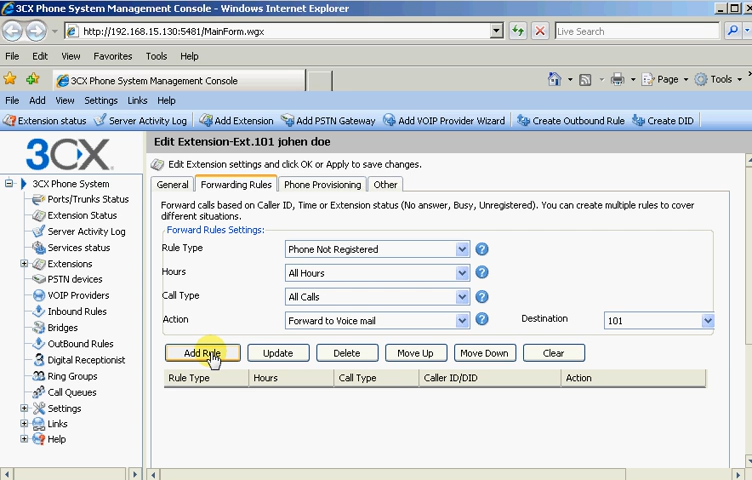 3CX Phone System Management Console - Windows Internet Explorer
http://192.168.15.130:5481/MainForm.wgx
Live Search
File Edit View Favorites Tools Help
3CX Phone System Management Console
Page Tools
File Add View Settings Links Help
Extension status Server Activity Log Add Extension Add PSTN Gateway Add VOIP Provider Wizard Create Outbound Rule Create DID
3CX
3CX Phone System
Ports/Trunks Status
Extension Status
Server Activity Log
Services status
Extensions
PSTN devices
VOIP Providers
Inbound Rules
Bridges
OutBound Rules
Digital Receptionist
Ring Groups
Call Queues
Settings
Links
Help
Edit Extension-Ext.101 johen doe
Edit Extension settings and click OK or Apply to save changes.
General Forwarding Rules Phone Provisioning Other
Forward calls based on Caller ID, Time or Extension status (No answer, Busy, Unregistered). You can create multiple rules to cover
different situations.
Forward Rules Settings:
Rule Type Phone Not Registered
Hours All Hours
Call Type All Calls
Action Forward to Voice mail Destination 101
Add Rule Update Delete Move Up Move Down Clear
Rule Type Hours Call Type Caller ID/DID Action